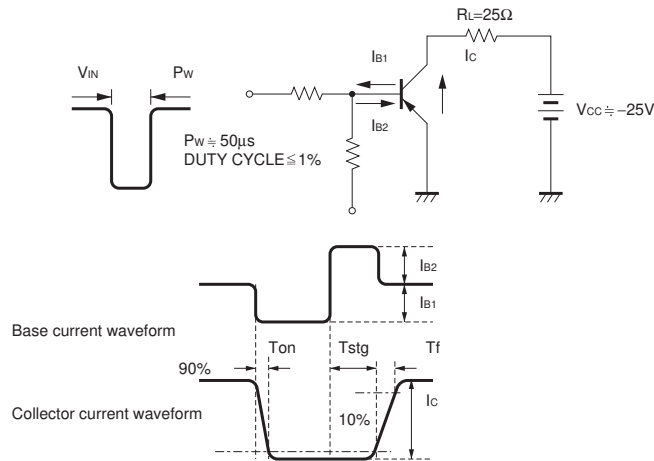 RL=25Ω
VIN
PW
IB1
IC
IB2
VCC≒−25V
PW≒50μs
DUTY CYCLE≦1%
IB2
IB1
Base current waveform
Ton
Tstg
Tf
90%
IC
10%
Collector current waveform